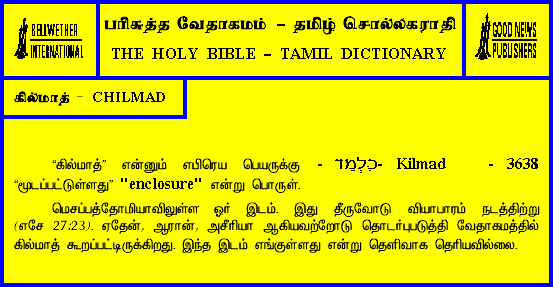 BELLWETHER
INTERNATIONAL
பரிசுத்த வேதாகமம் - தமிழ் சொல்லகராதி
THE HOLY BIBLE - TAMIL DICTIONARY
GOOD NEWS
PUBLISHERS
கில்மாத் - CHILMAD
“கில்மாத்” என்னும் எபிரெய பெயருக்கு - כִּלְמַד- Kilmad - 3638
“மூடப்பட்டுள்ளது” "enclosure" என்று பொருள்.
மெசப்பத்தோமியாவிலுள்ள ஓர் இடம். இது தீருவோடு வியாபாரம் நடத்திற்று
(எசே 27:23). ஏதேன், ஆரான், அசீரியா ஆகியவற்றோடு தொடர்புபடுத்தி வேதாகமத்தில்
கில்மாத் கூறப்பட்டிருக்கிறது. இந்த இடம் எங்குள்ளது என்று தெளிவாக தெரியவில்லை.